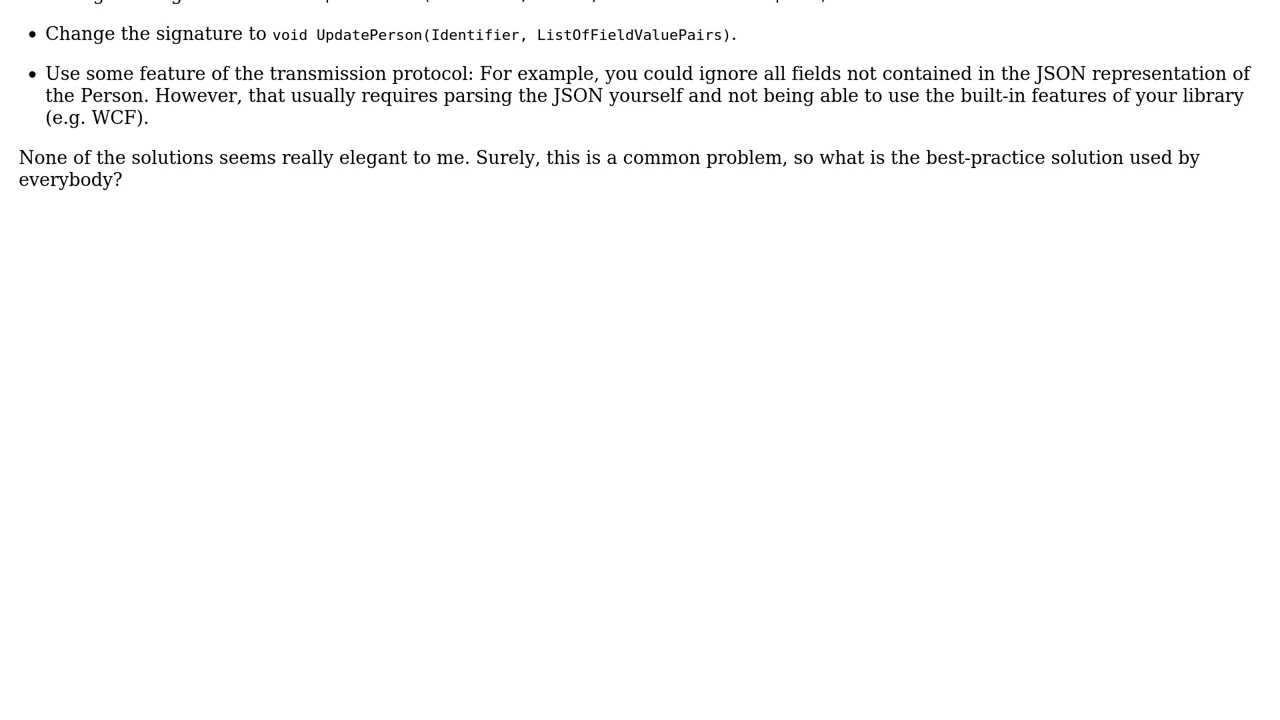 • Change the signature to void UpdatePerson(Identifier, ListOfFieldValuePairs).
• Use some feature of the transmission protocol: For example, you could ignore all fields not contained in the JSON representation of
the Person. However, that usually requires parsing the JSON yourself and not being able to use the built-in features of your library
(e.g. WCF).
None of the solutions seems really elegant to me. Surely, this is a common problem, so what is the best-practice solution used by
everybody?